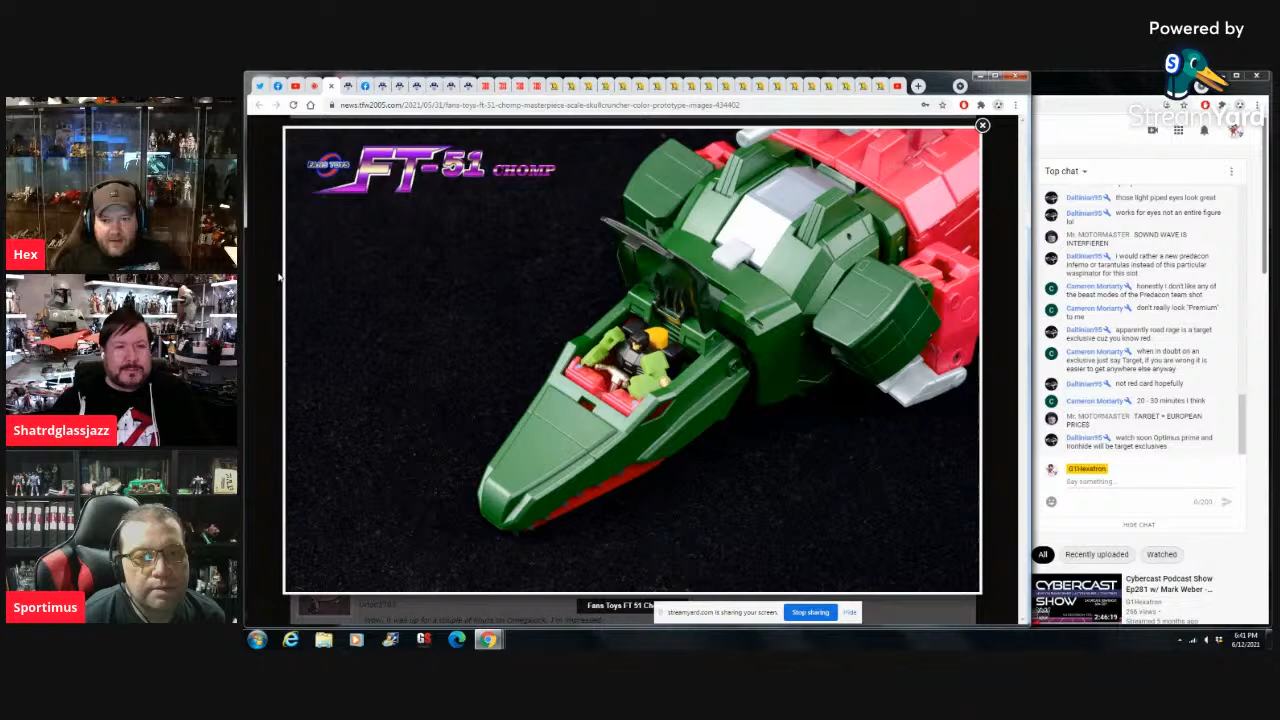 Powered by
StreamYard
news.tfw2005.com/2021/05/31/fans-toys-ft-51-chomp-masterpiece-scale-skullcruncher-color-prototype-images-434402
FANS TOYS
FT-51 CHOMP
Hex
Shatrdglassjazz
Sportimus
Top chat
Daltinian95 those light piped eyes look great
Daltinian95 works for eyes not an entire figure
lol
Mr. MOTORMASTER SOWND WAVE IS
INTERFIEREN
Daltinian95 i would rather a new predacon
inferno or tarantulas instead of this particular
waspinator for this slot
Cameron Moriarty honestly I don't like any of
the beast modes of the Predacon team shot
Cameron Moriarty don't really look "Premium"
to me
Daltinian95 apparently road rage is a target
exclusive cuz you know red
Cameron Moriarty when in doubt on an
exclusive just say Target, if you are wrong it is
easier to get anywhere else anyway
Daltinian95 not red card hopefully
Cameron Moriarty 20 - 30 minutes i think
Mr. MOTORMASTER TARGET = EUROPEAN
PRICES
Daltinian95 watch soon Optimus prime and
Ironhide will be target exclusives
G1Hexatron
Say something...
0/200
HIDE CHAT
All
Recently uploaded
Watched
CYBERCAST
SHOW
2:46:19
Cybercast Podcast Show
Ep281 w/ Mark Weber -...
G1Hexatron
266 views •
Streamed 5 months ago
Fans Toys FT 51 Ch
streamyard.com is sharing your screen.
Stop sharing
Hide
6:41 PM
6/12/2021